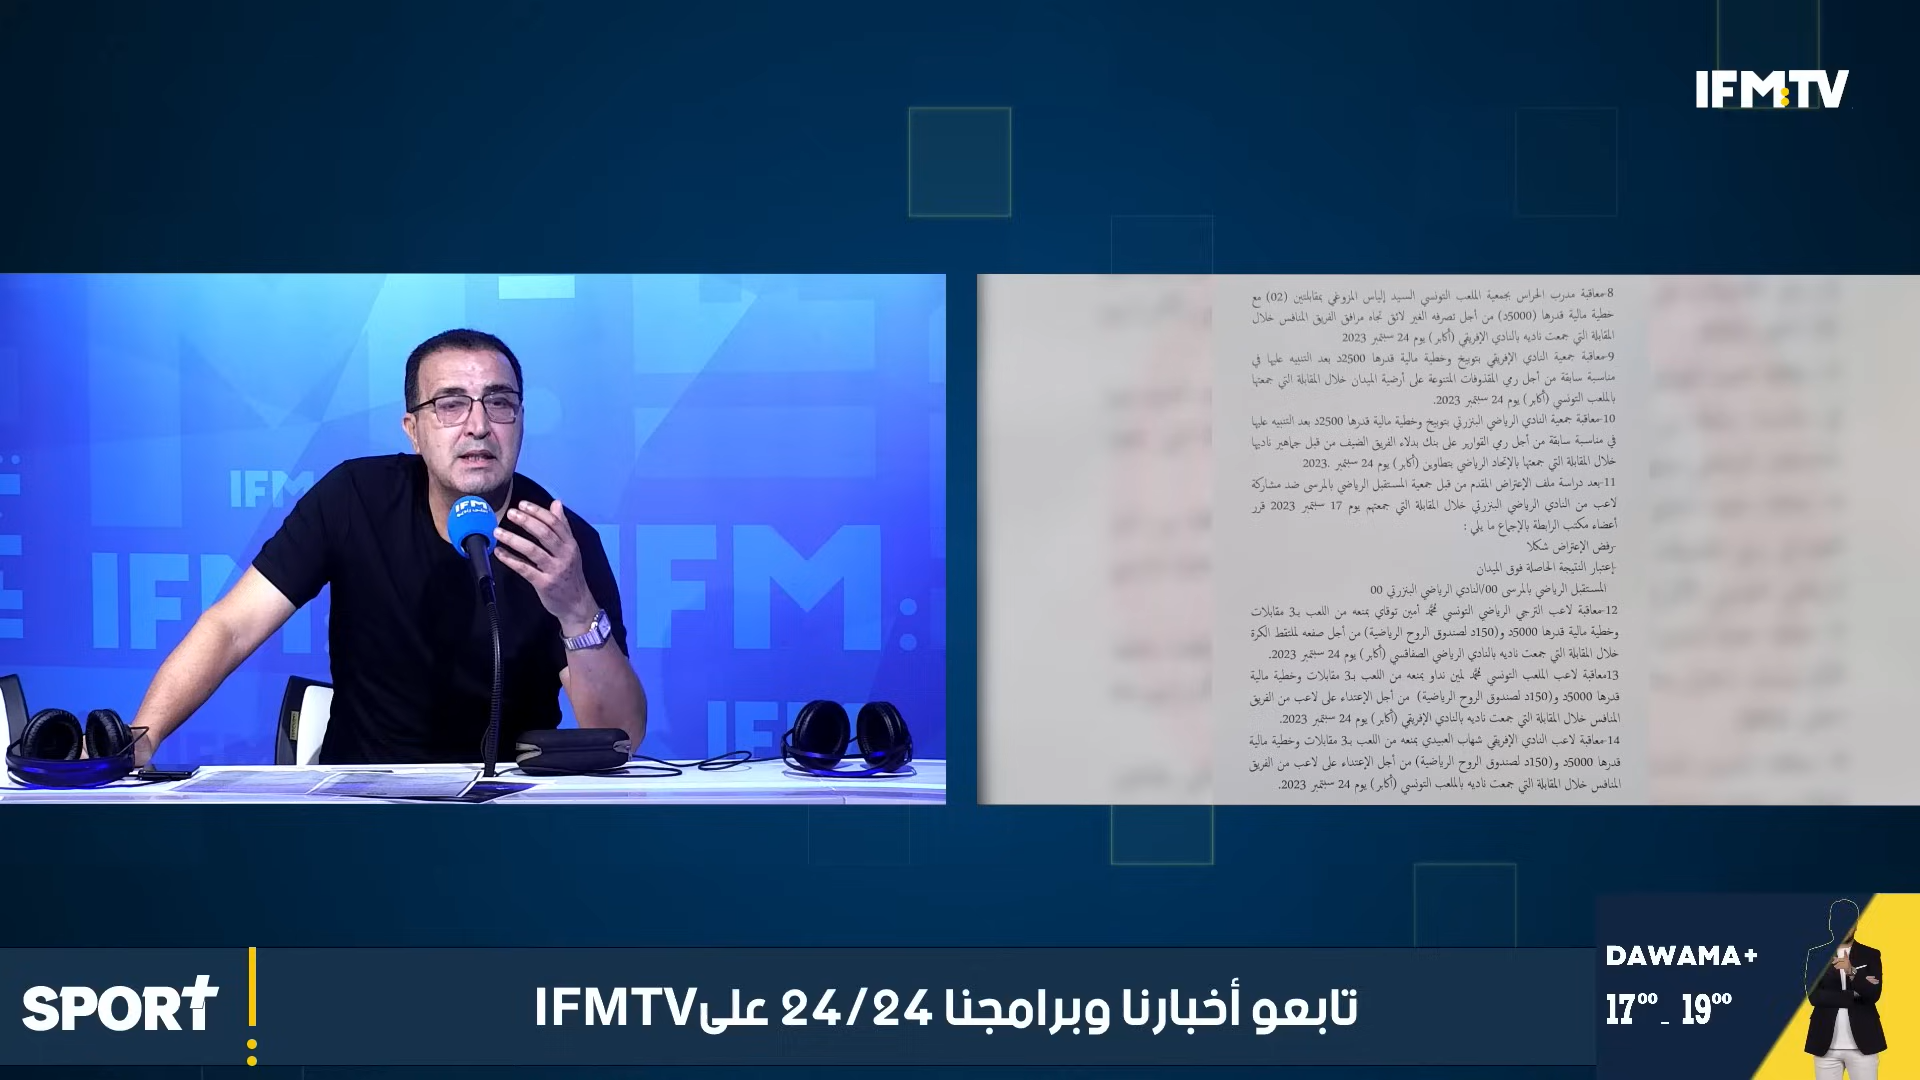 IFM:TV
8-معاقبة مدرب الحراس بجمعية الملعب التونسي السيد إلياس المزوغي بمقابلتين (02) مع
خطية مالية قدرها (5000د) من أجل تصرفه الغير لائق تجاه مرافق الفريق المنافس خلال
المقابلة التي جمعت ناديه بالنادي الإفريقي (أكابر) يوم 24 سبتمبر 2023
9-معاقبة جمعية النادي الإفريقي بتوبيخ وخطية مالية قدرها 2500د بعد التنبيه عليها في
مناسبة سابقة من أجل رمي المقذوفات المتنوعة على أرضية الميدان خلال المقابلة التي جمعتها
بالملعب التونسي (أكابر) يوم 24 سبتمبر 2023.
10-معاقبة جمعية النادي الرياضي البنزرتي بتوبيخ وخطية مالية قدرها 2500د بعد التنبيه عليها
في مناسبة سابقة من أجل رمي القوارير على بنك بدلاء الفريق الضيف من قبل جماهير ناديها
خلال المقابلة التي جمعتها بالإتحاد الرياضي بتطاوين (أكابر) يوم 24 سبتمبر .2023
11-بعد دراسة ملف الإعتراض المقدم من قبل جمعية المستقبل الرياضي بالمرسى ضد مشاركة
لاعب من النادي الرياضي البنزرتي خلال المقابلة التي جمعتهم يوم 17 سبتمبر 2023 قرر
أعضاء مكتب الرابطة بالإجماع ما يلي :
-رفض الإعتراض شكلا
-إعتبار النتيجة الحاصلة فوق الميدان
المستقبل الرياضي بالمرسى 00/النادي الرياضي البنزرتي 00
12-معاقبة لاعب الترجي الرياضي التونسي محمد أمين توقاي بمنعه من اللعب بـ3 مقابلات
وخطية مالية قدرها 5000د و(150د لصندوق الروح الرياضية) من أجل صفعه لملتقط الكرة
خلال المقابلة التي جمعت ناديه بالنادي الرياضي الصفاقسي (أكابر) يوم 24 سبتمبر 2023.
13معاقبة لاعب الملعب التونسي محمد لمين نداو بمنعه من اللعب بـ3 مقابلات وخطية مالية
قدرها 5000د و(150د لصندوق الروح الرياضية) من أجل الإعتداء على لاعب من الفريق
المنافس خلال المقابلة التي جمعت ناديه بالنادي الإفريقي (أكابر) يوم 24 سبتمبر 2023.
14-معاقبة لاعب النادي الإفريقي شهاب العبيدي بمنعه من اللعب بـ3 مقابلات وخطية مالية
قدرها 5000د و(150د لصندوق الروح الرياضية) من أجل الإعتداء على لاعب من الفريق
المنافس خلال المقابلة التي جمعت ناديه بالملعب التونسي (أكابر) يوم 24 سبتمبر 2023.
IFM
IFM
IFM:
IFM:
IFM
SPORT
تابعو أخبارنا وبرامجنا 24/24 علىIFMTV
DAWAMA+
17⁰⁰ - 19⁰⁰